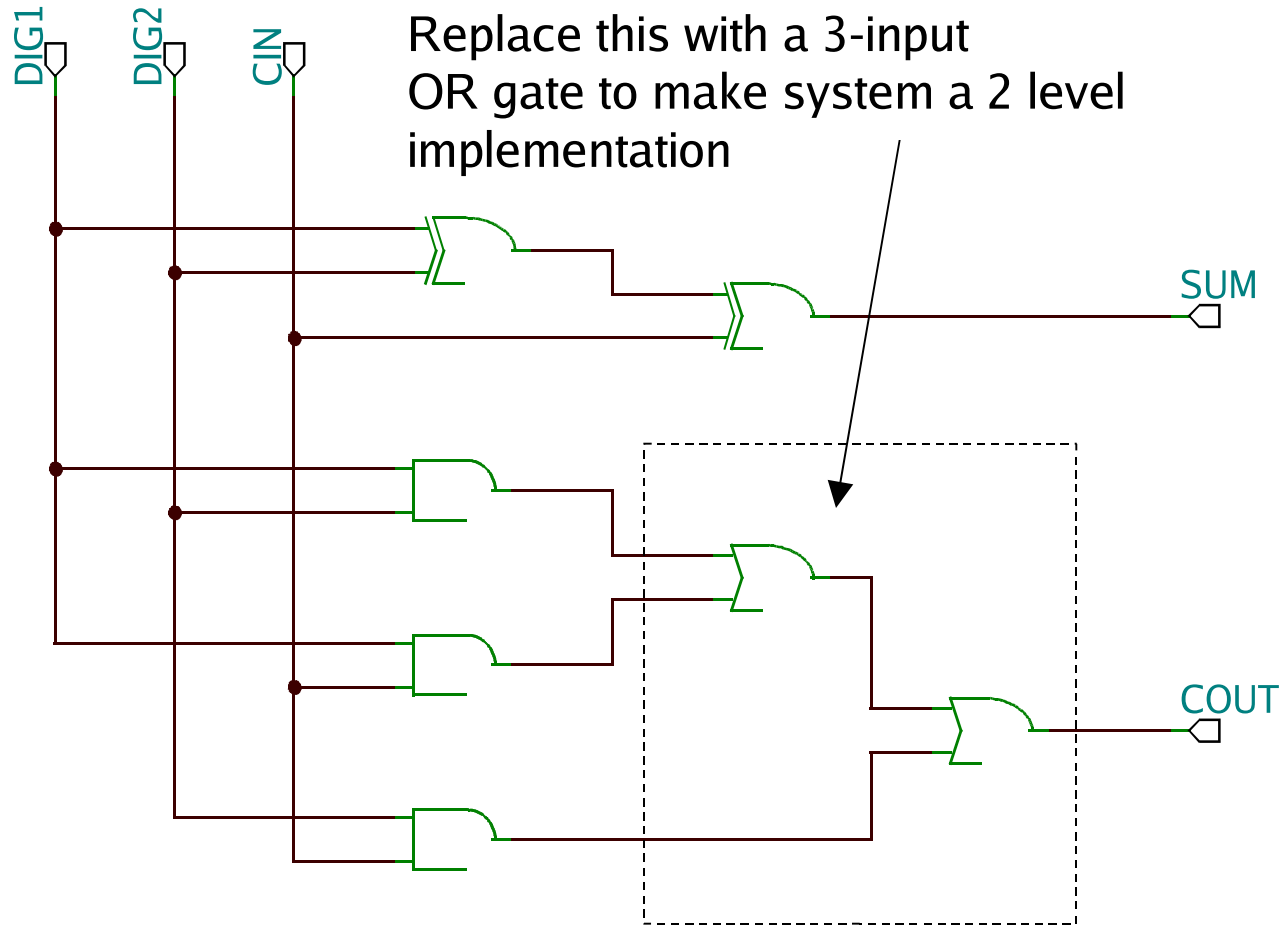 DIG1
DIG2
CIN
Replace this with a 3-input
OR gate to make system a 2 level
implementation
SUM
COUT